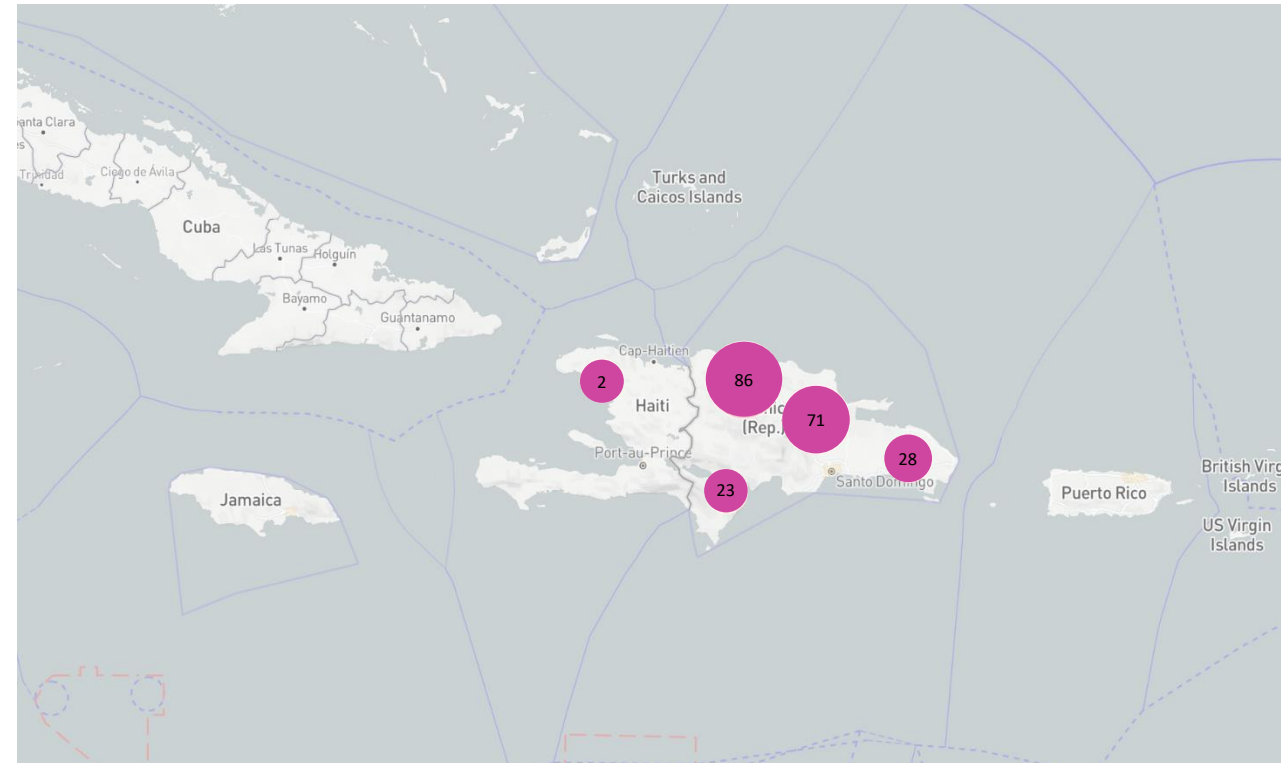 Santa Clara
es
Trinidad
Ciego de Ávila
Turks and
Caicos Islands
Cuba
Las Tunas
Holguín
Bayamo
Guantanamo
Cap-Haïtien
2
86
Haiti
71
(Rep.)
Port-au-Prince
28
23
Santo Domingo
Jamaica
Puerto Rico
British Virg
Islands
US Virgin
Islands